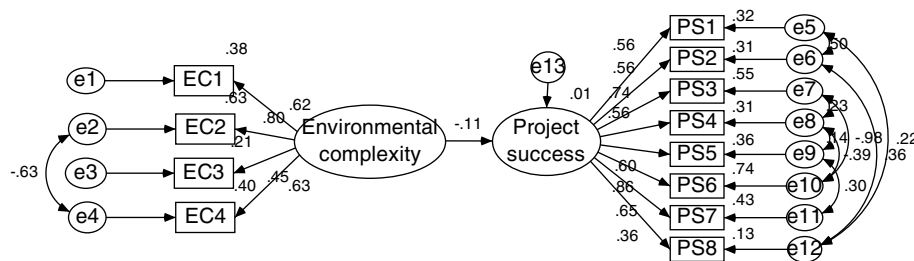 PS1
.32
e5
.38
.56
.50
PS2
.31
e6
e13
.56
.55
e1
EC1
PS3
e7
.01
.74
.63
.62
.56
.31
.23
.80
PS4
e8
e2
EC2
Environmental
complexity
-.11
Project
success
.36
.14
-.98
.22
.21
PS5
e9
-.39
.36
-.63
e3
EC3
.45
.63
.60
.74
.40
PS6
e10
.30
.86
.43
e4
EC4
PS7
e11
.65
.36
.13
PS8
e12